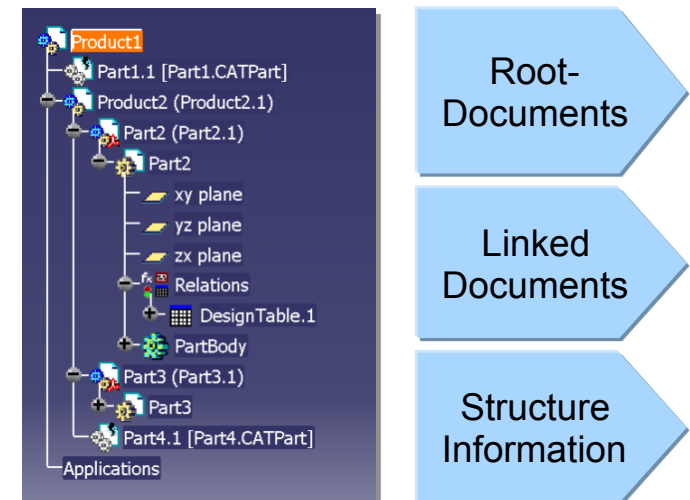 Product1
Part1.1 [Part1.CATPart]
Product2 (Product2.1)
Part2 (Part2.1)
Part2
xy plane
yz plane
zx plane
Relations
DesignTable.1
PartBody
Part3 (Part3.1)
Part3
Part4.1 [Part4.CATPart]
Applications
Root-
Documents
Linked
Documents
Structure
Information